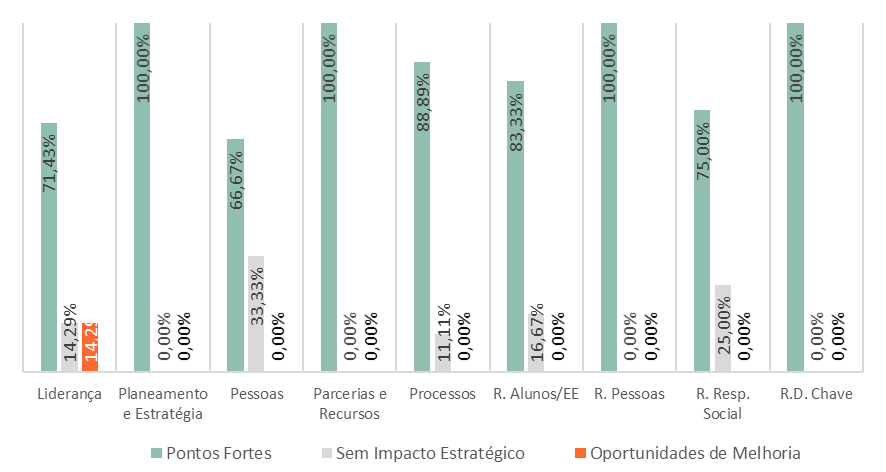 71,43%
14,29%
14,29
100,00%
0,00%
0,00%
66,67%
33,33%
0,00%
100,00%
0,00%
0,00%
88,89%
11,11%
0,00%
83,33%
16,67%
0,00%
100,00%
0,00%
0,00%
75,00%
25,00%
0,00%
100,00%
0,00%
0,00%
Liderança
Planeamento
e Estratégia
Pessoas
Parcerias e
Recursos
Processos
R. Alunos/EE
R. Pessoas
R. Resp.
Social
R.D. Chave
Pontos Fortes
Sem Impacto Estratégico
Oportunidades de Melhoria